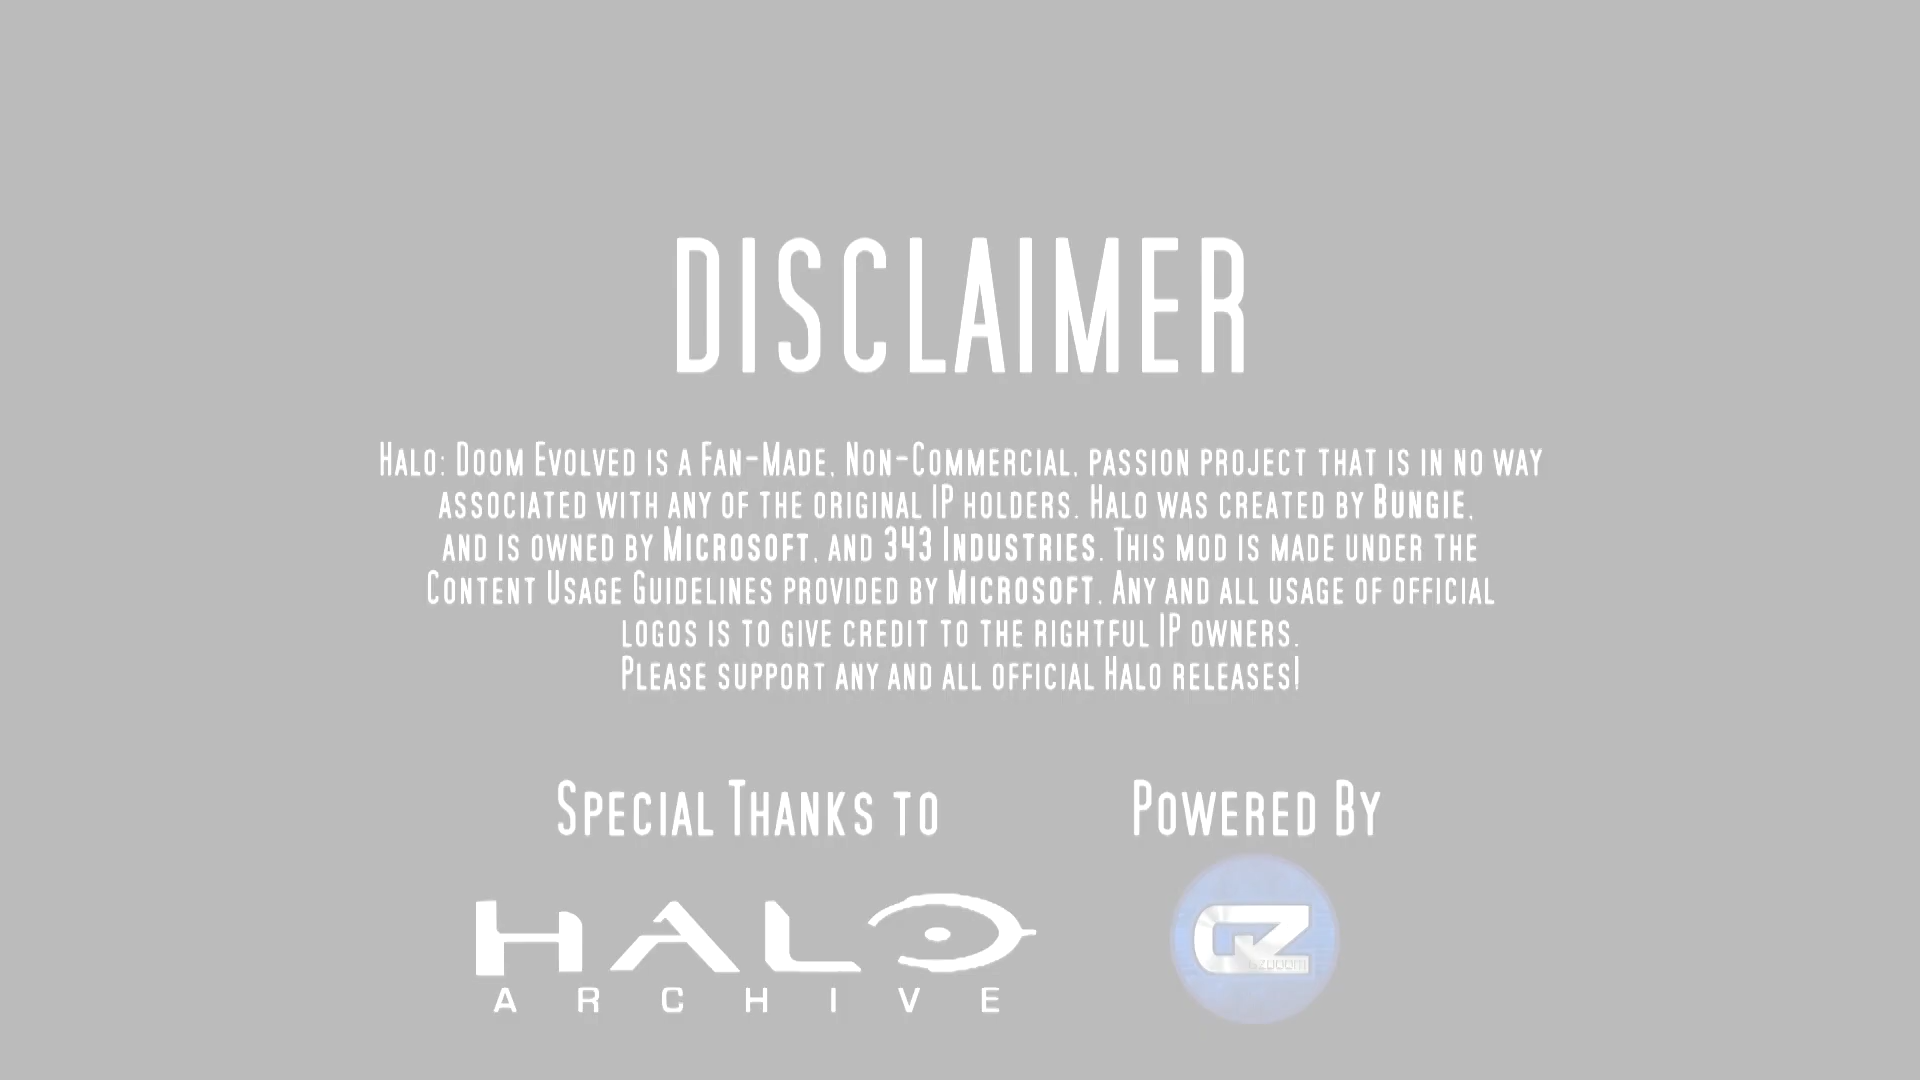 DISCLAIMER
Halo: Doom Evolved is a Fan-Made, Non-Commercial, passion project that is in no way
associated with any of the original IP holders. Halo was created by Bungie,
and is owned by Microsoft, and 343 Industries. This mod is made under the
Content Usage Guidelines provided by Microsoft. Any and all usage of official
logos is to give credit to the rightful IP owners.
Please support any and all official Halo releases!
Special Thanks to
Powered By
HALO
ARCHIVE
GZ
GZDOOM